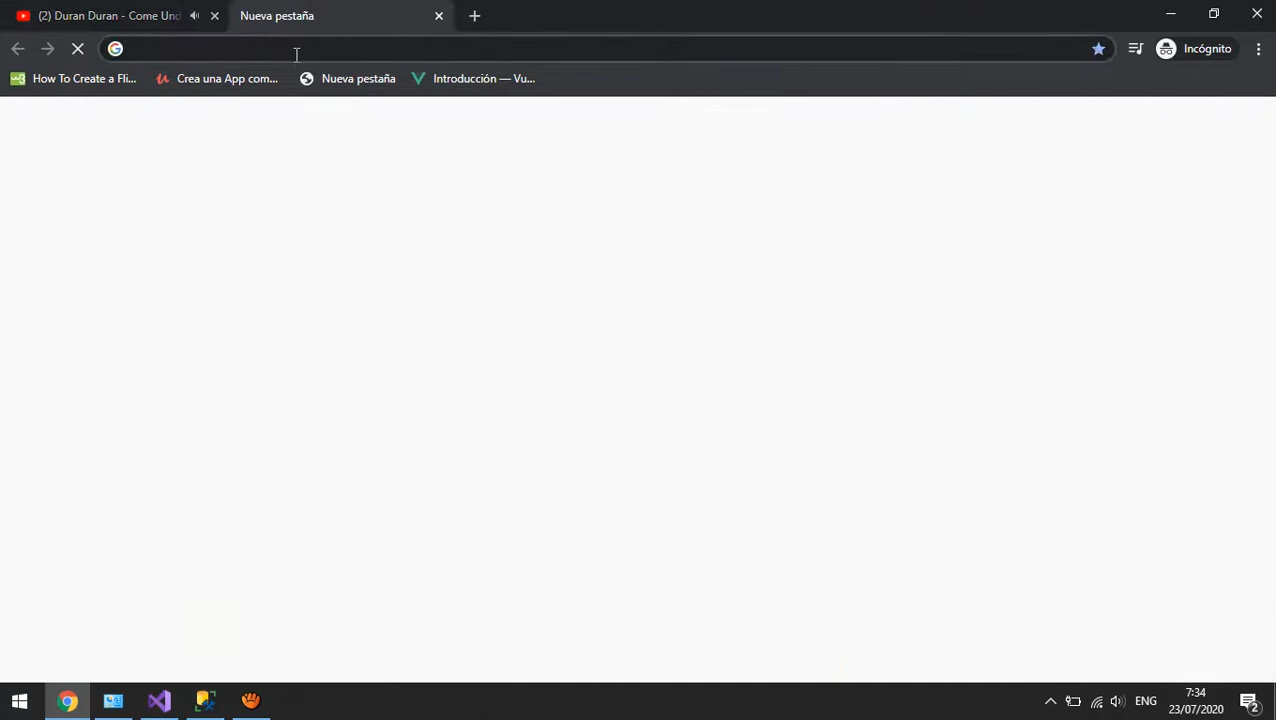 (2) Duran Duran - Come Und
Nueva pestaña
Incógnito
How To Create a Fli...
Crea una App com...
Nueva pestaña
Introducción — Vu...
ENG
7:34
23/07/2020
2